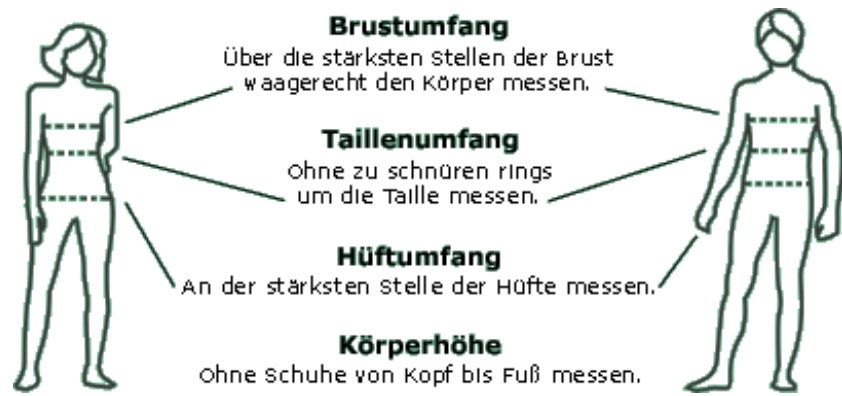 Brustumfang
Über die stärksten Stellen der Brust
waagerecht den Körper messen.
Taillenumfang
Ohne zu schnüren rings
um die Taille messen.
Hüftumfang
An der stärksten Stelle der Hüfte messen.
Körperhöhe
Ohne Schuhe von Kopf bis Fuß messen.